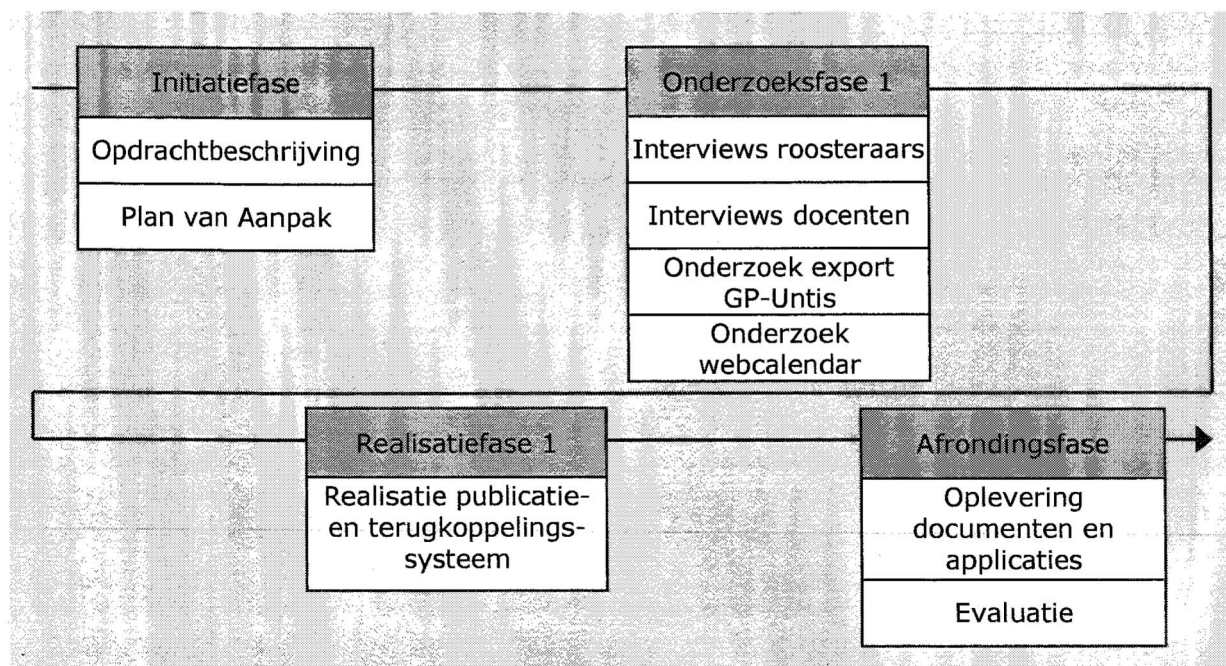 Initiatiefase
Opdrachtbeschrijving
Plan van Aanpak
Onderzoeksfase 1
Interviews roosteraars
Interviews docenten
Onderzoek export
GP-Untis
Onderzoek
webcalendar
Realisatiefase 1
Realisatie publicatie-
en terugkoppelings-
systeem
Afrondingsfase
Oplevering
documenten en
applicaties
Evaluatie